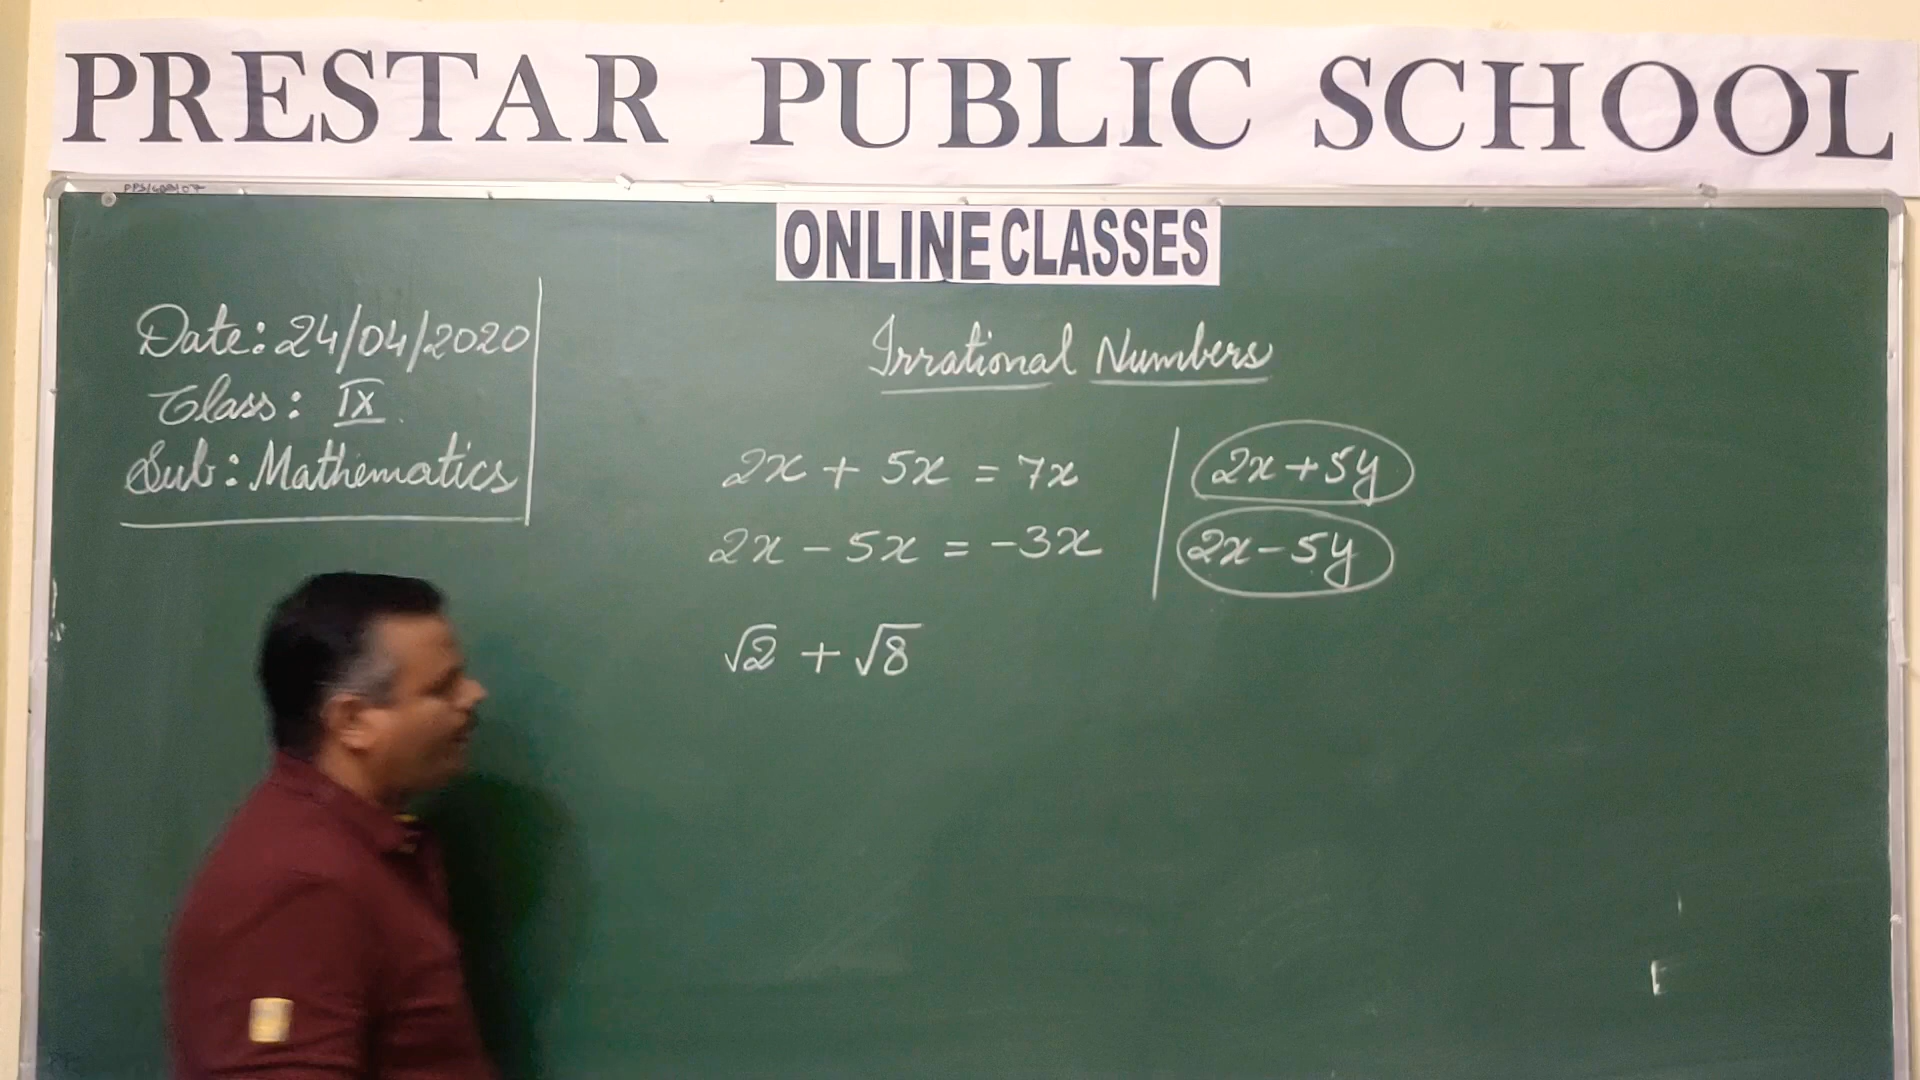 PRESTAR PUBLIC SCHOOL
ONLINE CLASSES
Date: 24/04/2020
Class: IX.
Sub: Mathematics
Irrational Numbers
2x + 5x = 7x
2x - 5x = -3x
2x+5y
2x-5y
√2 + √8